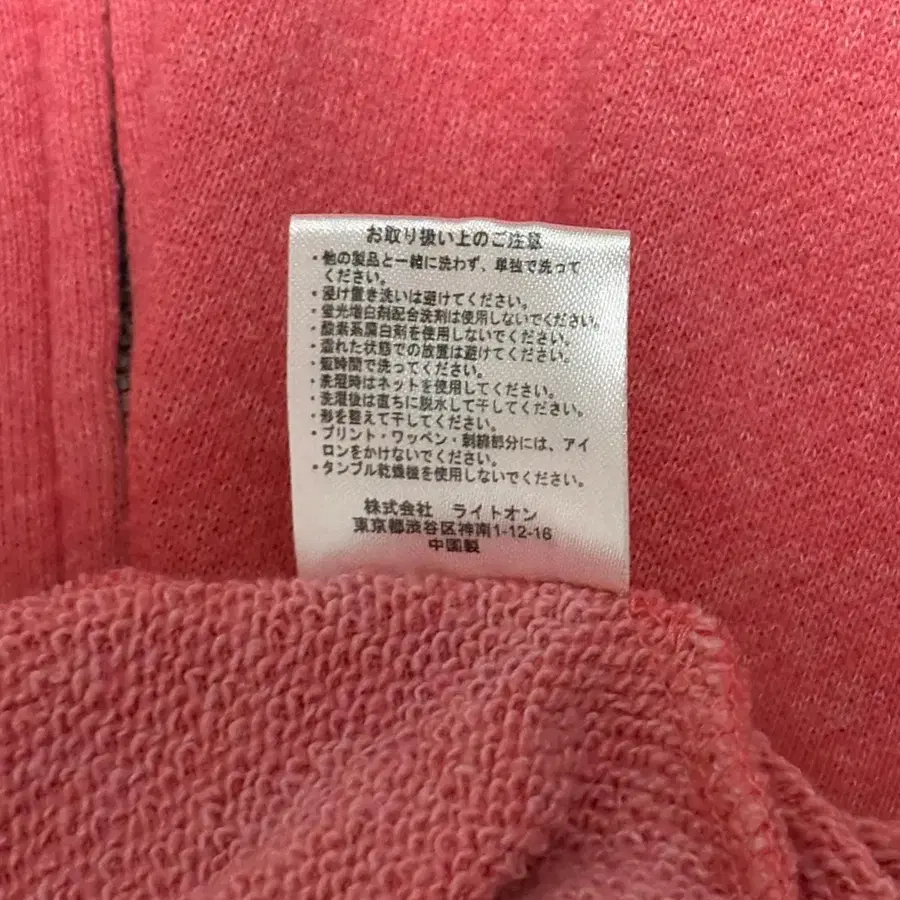 お取り扱い上のご注意
・他の製品と一緒に洗わず、単独で洗って
ください。
・浸け置き洗いは避けてください。
・蛍光増白剤配合洗剤は使用しないでください。
・酸素系漂白剤を使用しないでください。
・濡れた状態での放置は避けてください。
・短時間で洗ってください。
・洗濯時はネットを使用してください。
・洗濯後は直ちに脱水して干してください。
・形を整えて干してください。
・プリント・ワッペン・刺繍部分には、アイ
ロンをかけないでください。
・タンブル乾燥機を使用しないでください。
株式会社 ライトオン
東京都渋谷区神南1-12-16
中国製